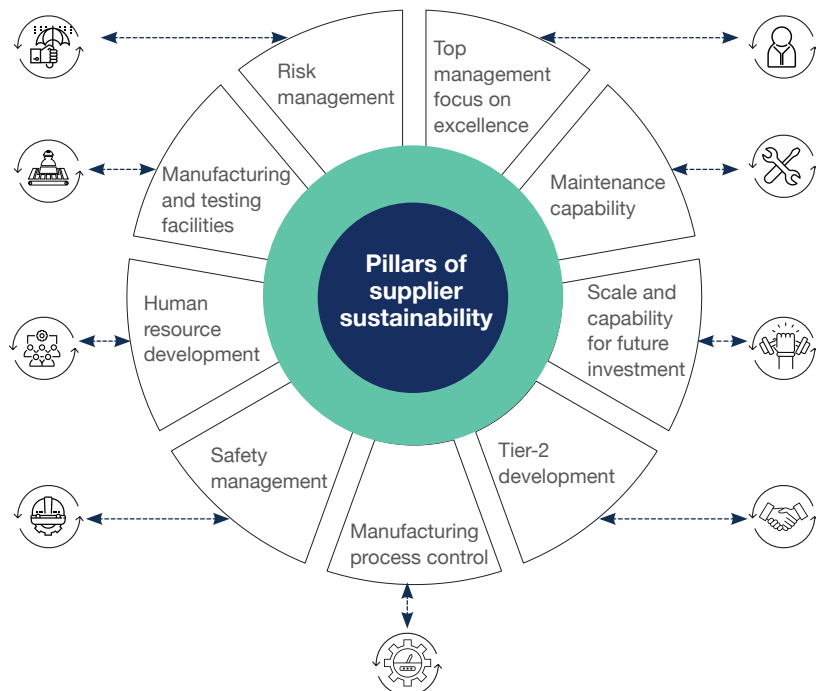 Pillars of
supplier
sustainability
Top
management
focus on
excellence
Maintenance
capability
Scale and
capability
for future
investment
Tier-2
development
Manufacturing
process control
Safety
management
Human
resource
development
Manufacturing
and testing
facilities
Risk
management